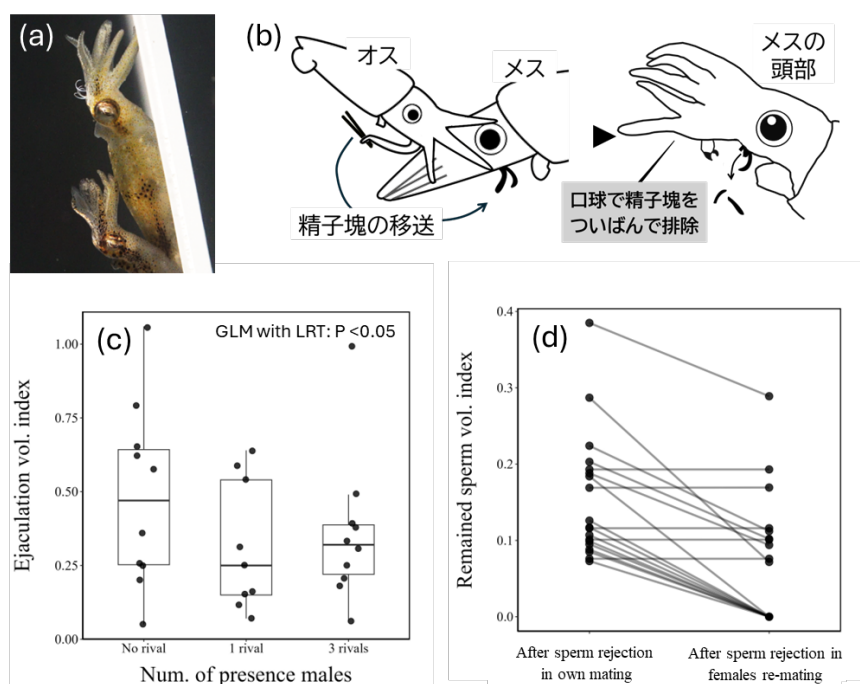 (a)
(b)
オス
メス
精子塊の移送
メスの
頭部
口球で精子塊を
ついばんで排除
(c)
GLM with LRT: P <0.05
Ejaculation vol. index
1.00
0.75
0.50
0.25
0.00
No rival
1 rival
3 rivals
Num. of presence males
(d)
Remained sperm vol. index
0.4
0.3
0.2
0.1
0.0
After sperm rejection
in own mating
After sperm rejection in
females re-mating